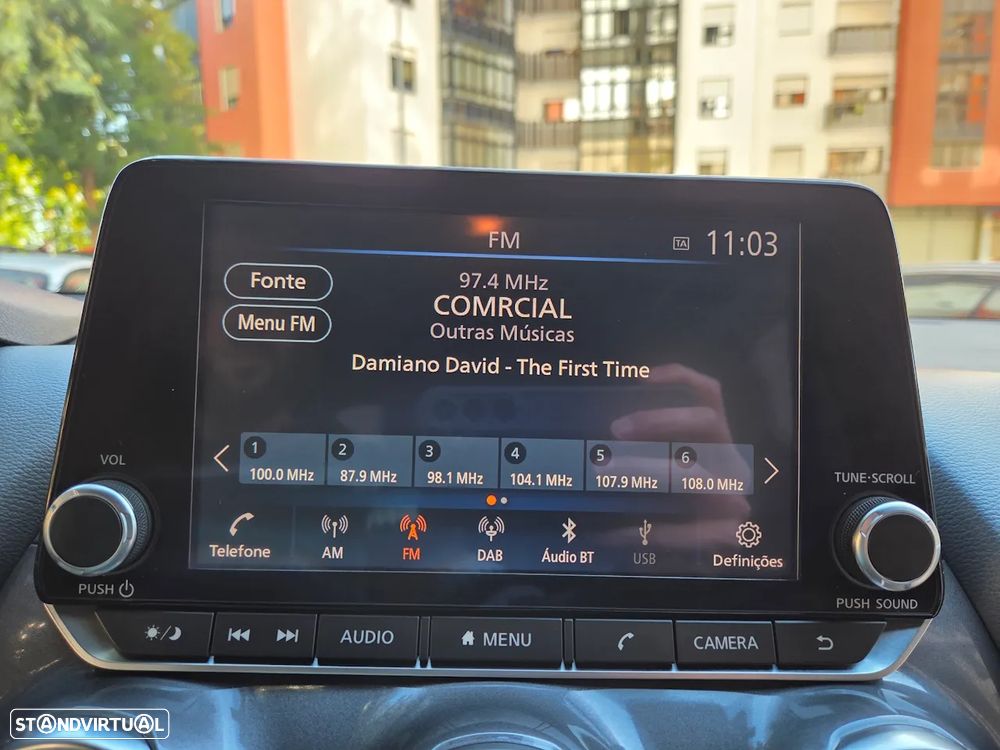 FM
TA 11:03
Fonte
97.4 MHz
COMRCIAL
Menu FM
Outras Músicas
Damiano David - The First Time
1 2 3 4 5 6
100.0 MHz 87.9 MHz 98.1 MHz 104.1 MHz 107.9 MHz 108.0 MHz
VOL
TUNE·SCROLL
Telefone AM FM DAB Áudio BT USB Definições
PUSH
PUSH SOUND
AUDIO MENU CAMERA
STANDVIRTUAL